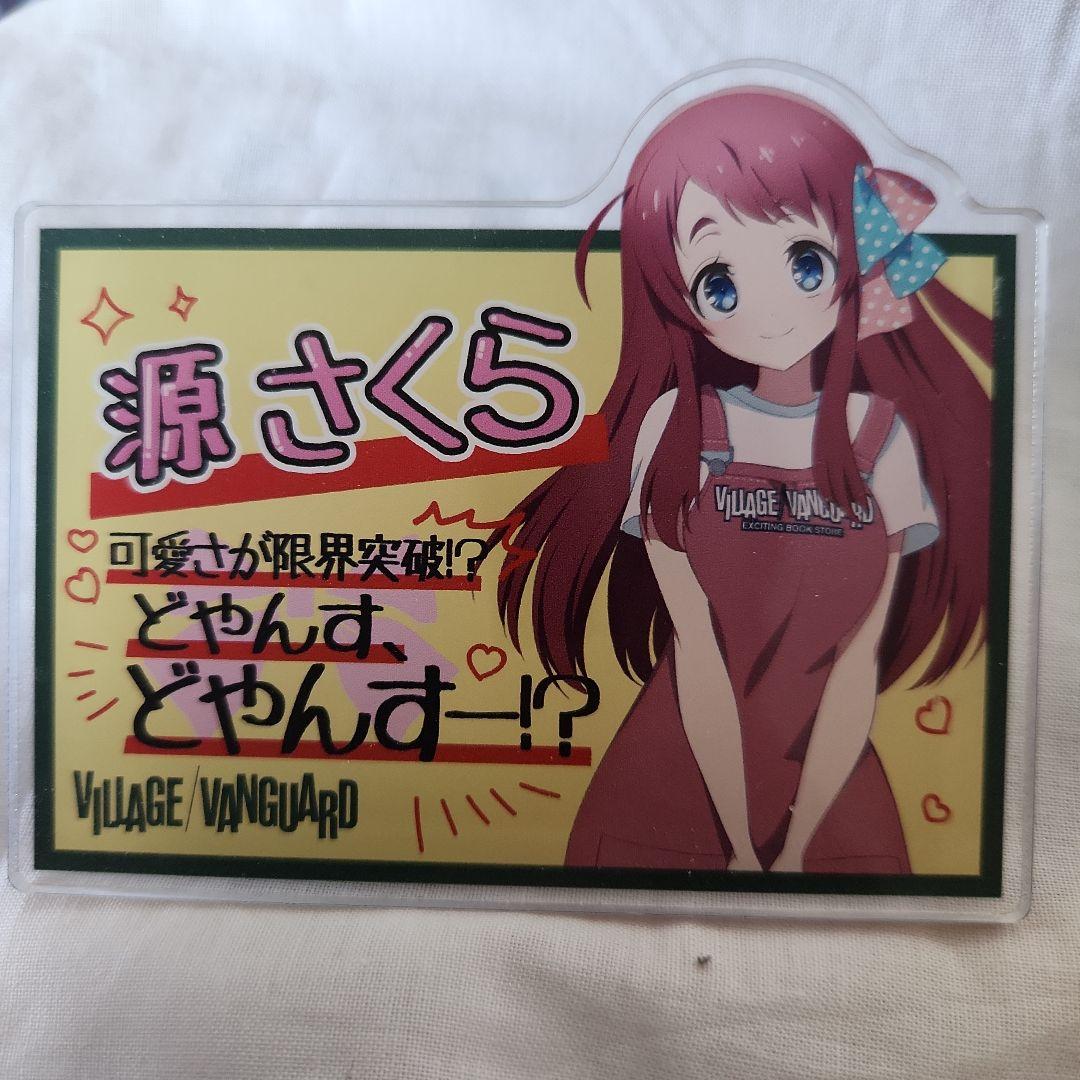 源 さくら
可愛さが限界突破!?
どやんす、
どやんすー!?
VILLAGE/VANGUARD
VILLAGE/VANGUARD
EXCITING BOOK STORE